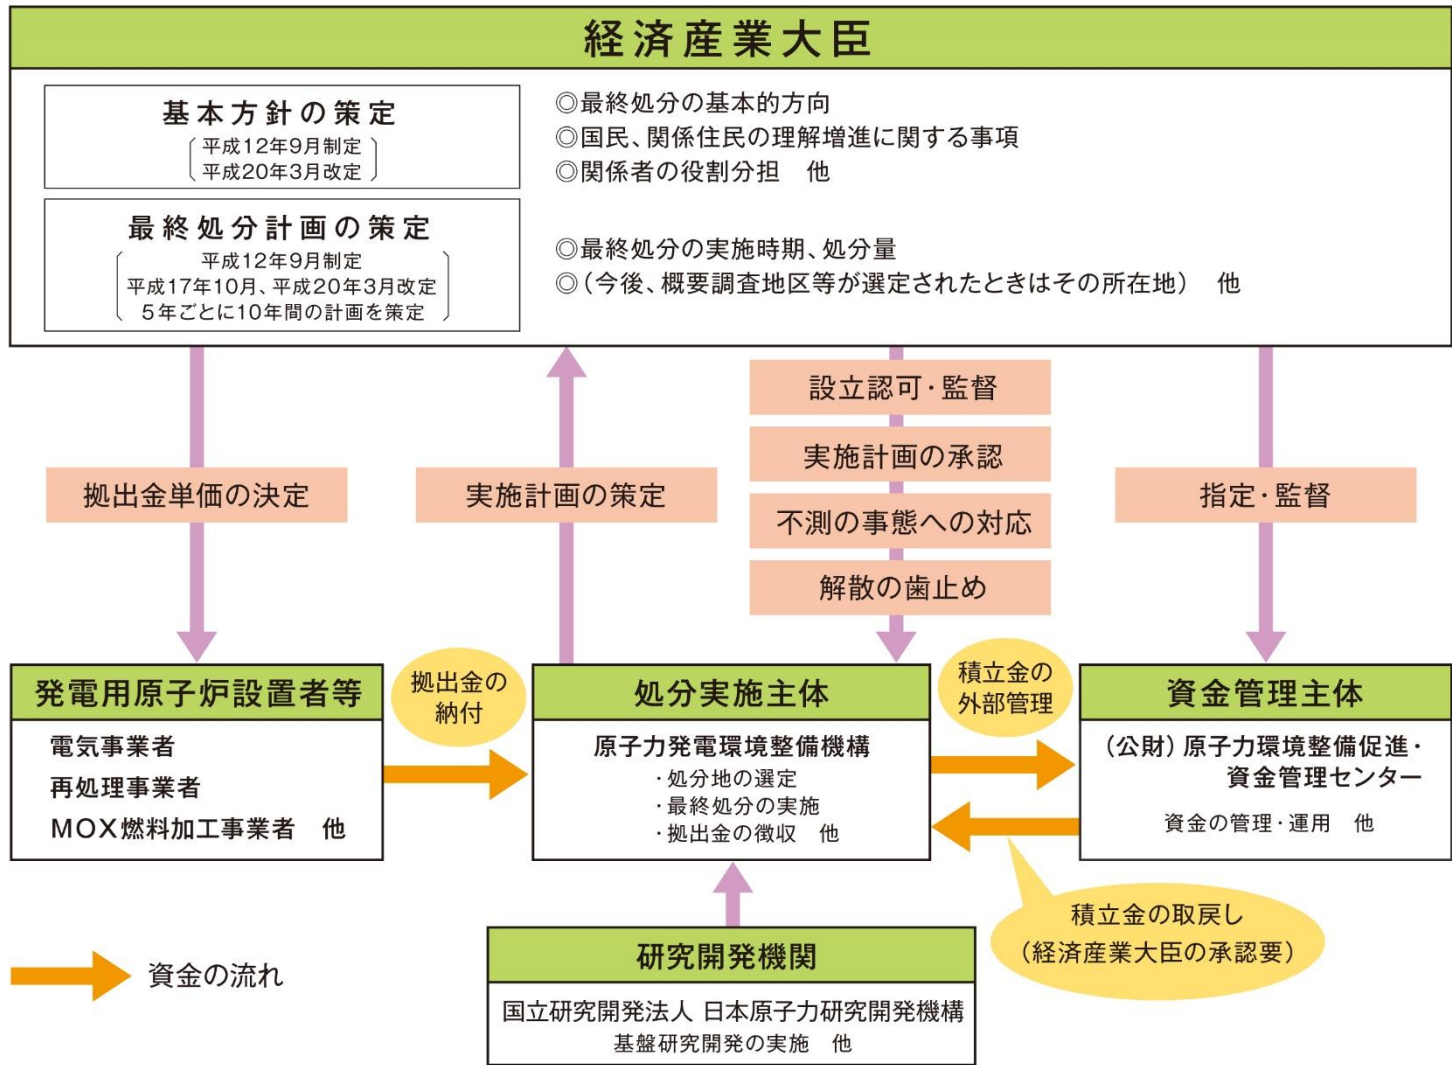 経済産業大臣
基本方針の策定
平成12年9月制定
平成20年3月改定
◎最終処分の基本的方向
◎国民、関係住民の理解増進に関する事項
◎関係者の役割分担　他
最終処分計画の策定
平成12年9月制定
平成17年10月、平成20年3月改定
5年ごとに10年間の計画を策定
◎最終処分の実施時期、処分量
◎（今後、概要調査地区等が選定されたときはその所在地）　他
拠出金単価の決定
実施計画の策定
設立認可・監督
実施計画の承認
不測の事態への対応
解散の歯止め
指定・監督
発電用原子炉設置者等
電気事業者
再処理事業者
MOX燃料加工事業者　他
拠出金の
納付
処分実施主体
原子力発電環境整備機構
・処分地の選定
・最終処分の実施
・拠出金の徴収　他
積立金の
外部管理
資金管理主体
（公財）原子力環境整備促進・
資金管理センター
資金の管理・運用　他
積立金の取戻し
（経済産業大臣の承認要）
研究開発機関
国立研究開発法人 日本原子力研究開発機構
基盤研究開発の実施　他
資金の流れ